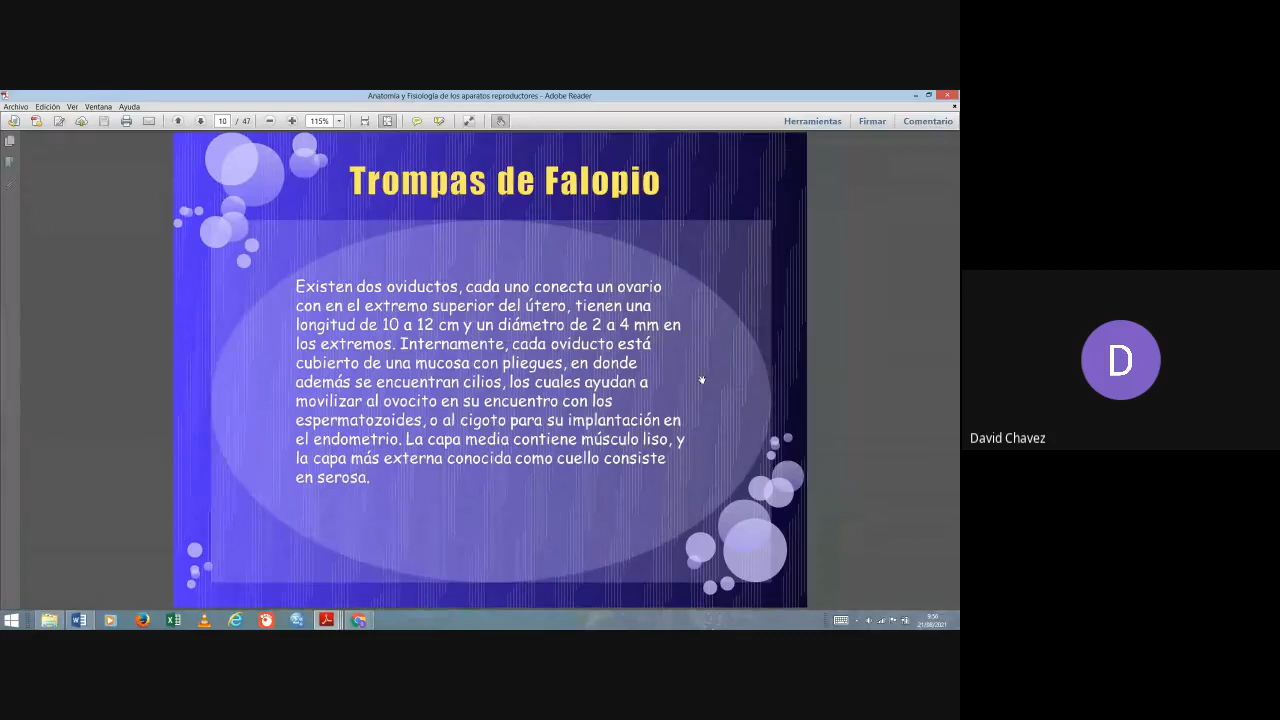 Anatomía y Fisiología de los aparatos reproductores - Adobe Reader
Archivo Edición Ver Ventana Ayuda
10 / 47 115% Herramientas Firmar Comentario
Trompas de Falopio
Existen dos oviductos, cada uno conecta un ovario
con en el extremo superior del útero, tienen una
longitud de 10 a 12 cm y un diámetro de 2 a 4 mm en
los extremos. Internamente, cada oviducto está
cubierto de una mucosa con pliegues, en donde
además se encuentran cilios, los cuales ayudan a
movilizar al ovocito en su encuentro con los
espermatozoides, o al cigoto para su implantación en
el endometrio. La capa media contiene músculo liso, y
la capa más externa conocida como cuello consiste
en serosa.
D
David Chavez
9:56
21/08/2021